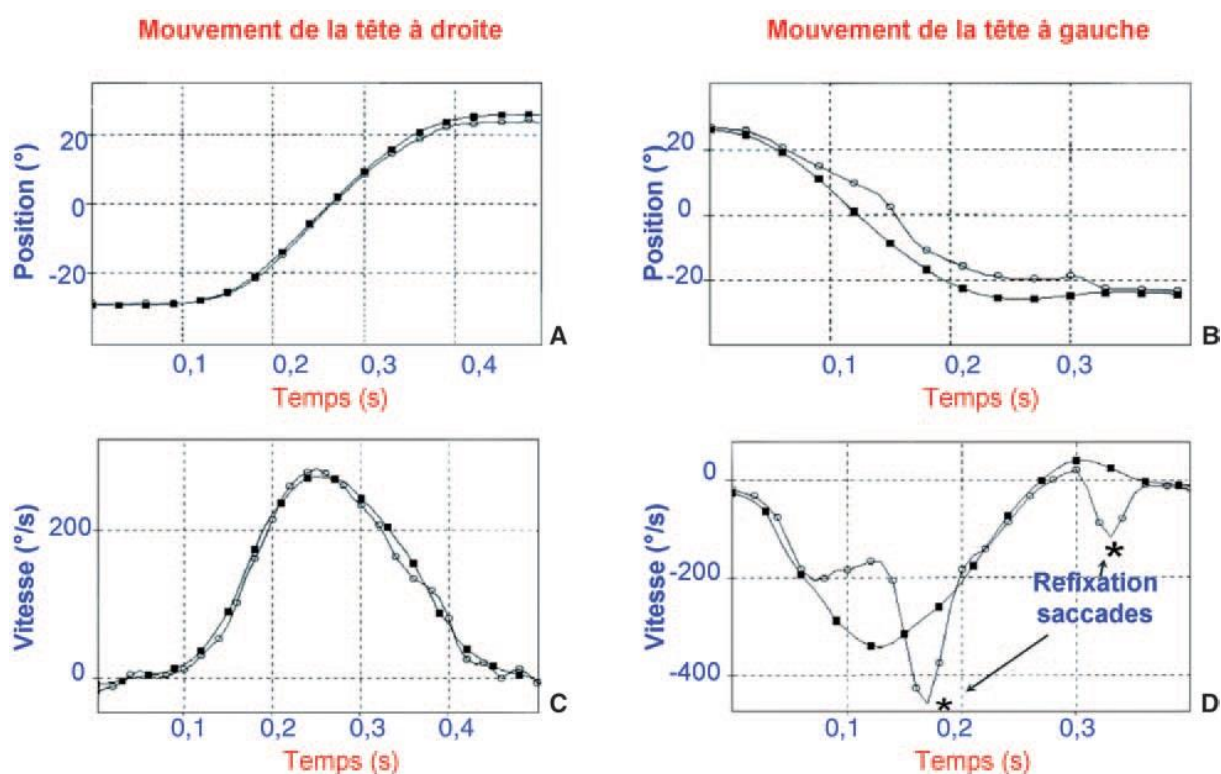 Mouvement de la tête à droite
Mouvement de la tête à gauche
Position (°)
20
0
-20
0,1 0,2 0,3 0,4
Temps (s)
A
Position (°)
20
0
-20
0,1 0,2 0,3
Temps (s)
B
Vitesse (°/s)
200
0
0,1 0,2 0,3 0,4
Temps (s)
C
Vitesse (°/s)
0
-200
-400
*
Refixation
saccades
*
0,1 0,2 0,3
Temps (s)
D